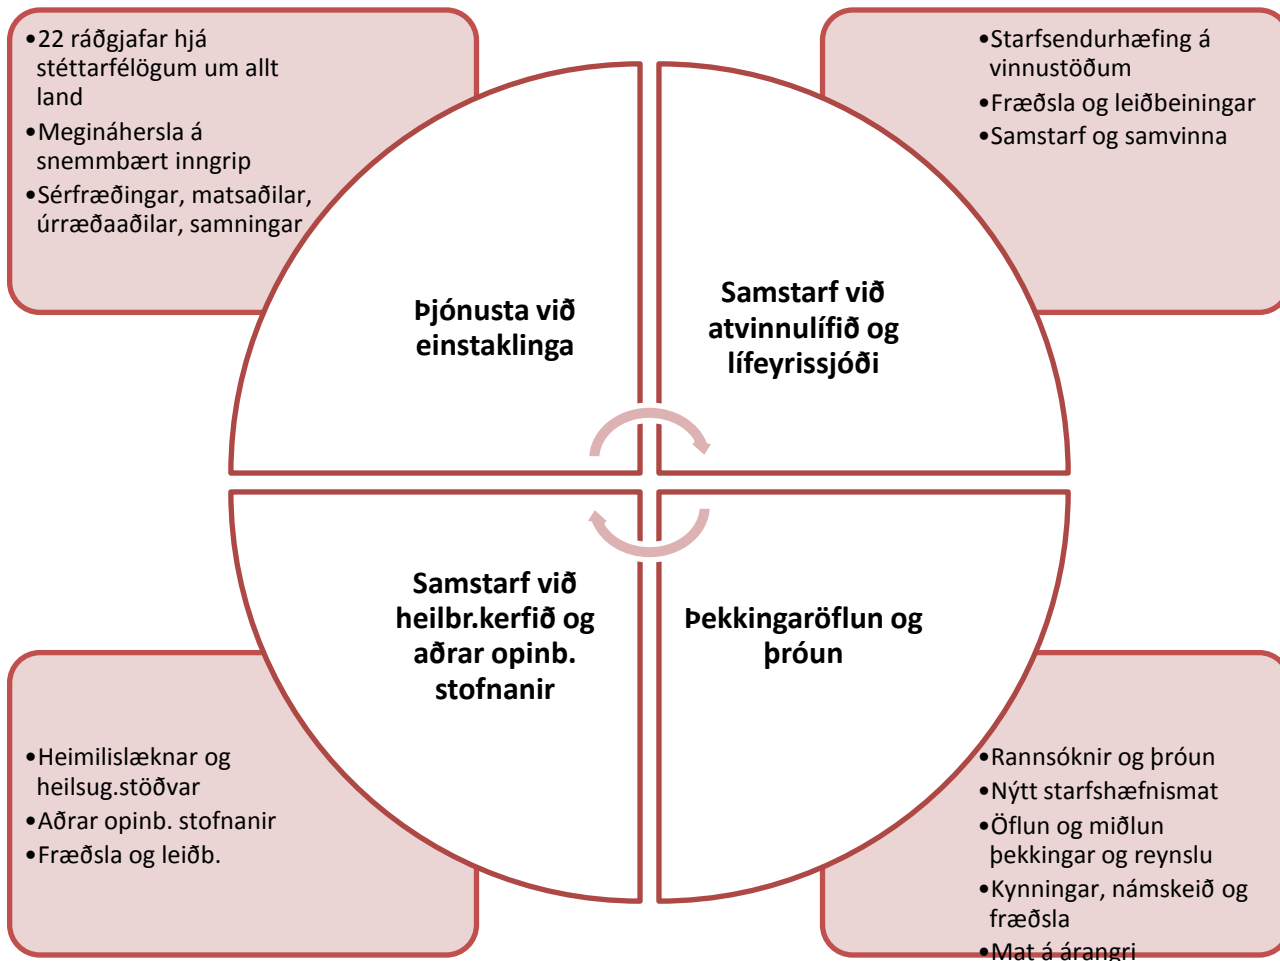 •22 ráðgjafar hjá
stéttarfélögum um allt
land
•Megináhersla á
snemmbært inngrip
•Sérfræðingar, matsaðilar,
úrræðaaðilar, samningar
•Starfsendurhæfing á
vinnustöðum
•Fræðsla og leiðbeiningar
•Samstarf og samvinna
Þjónusta við
einstaklinga
Samstarf við
atvinnulífið og
lífeyrissjóði
Samstarf við
heilbr.kerfið og
aðrar opinb.
stofnanir
Þekkingaröflun og
þróun
•Heimilislæknar og
heilsug.stöðvar
•Aðrar opinb. stofnanir
•Fræðsla og leiðb.
•Rannsóknir og þróun
•Nýtt starfshæfnismat
•Öflun og miðlun
þekkingar og reynslu
•Kynningar, námskeið og
fræðsla
•Mat á árangri